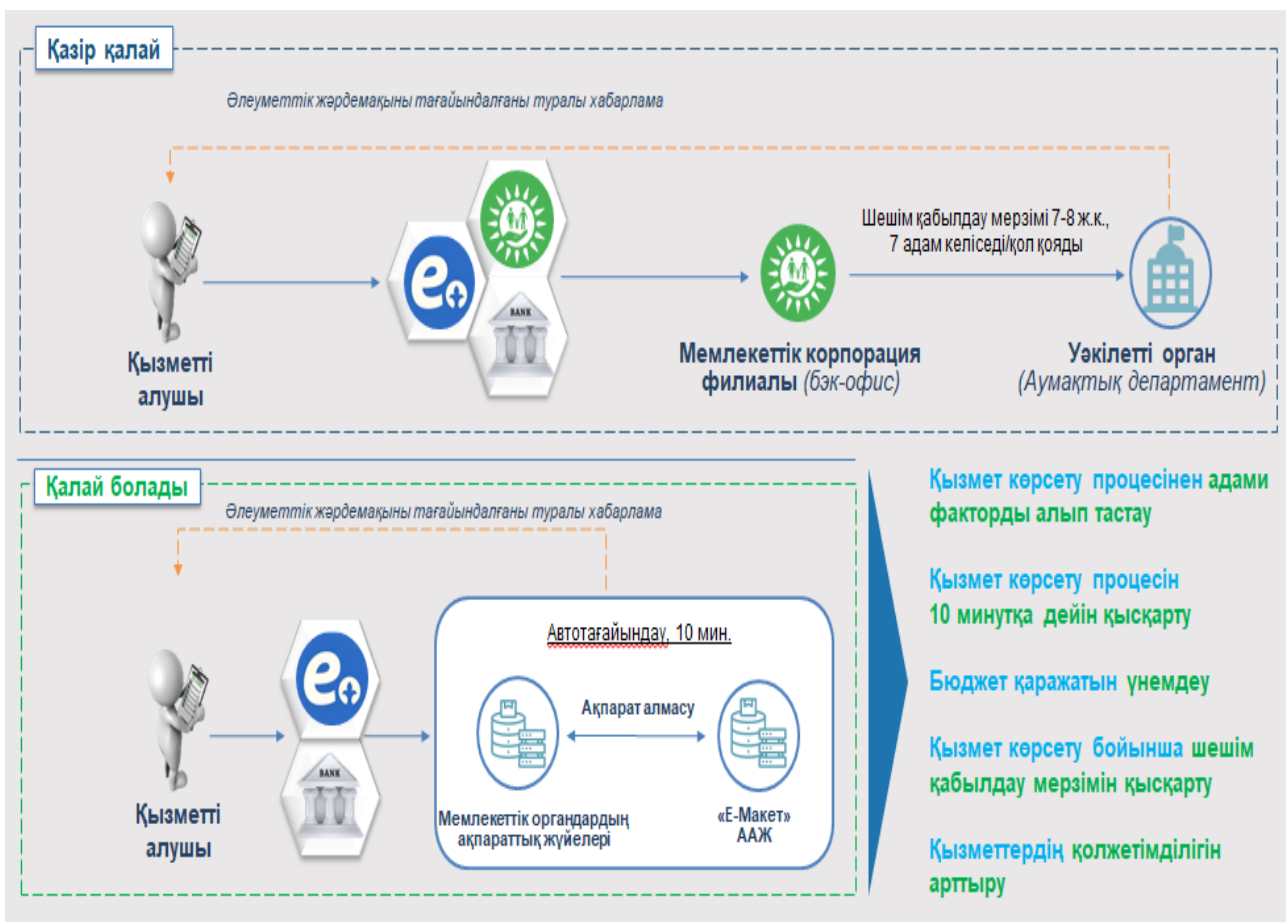 Қазір қалай
Әлеуметтік жәрдемақыны тағайындалғаны туралы хабарлама
Шешім қабылдау мерзімі 7-8 ж.к.,
7 адам келіседі/қол қояды
e
BANK
Қызметті
алушы
Мемлекеттік корпорация
филиалы (бэк-офис)
Уәкілетті орган
(Аумақтық департамент)
Қалай болады
Әлеуметтік жәрдемақыны тағайындалғаны туралы хабарлама
e
BANK
Қызметті
алушы
Автотағайындау, 10 мин.
Ақпарат алмасу
Мемлекеттік органдардың
ақпараттық жүйелері
«Е-Макет»
ААЖ
Қызмет көрсету процесінен адами
факторды алып тастау
Қызмет көрсету процесін
10 минутқа дейін қысқарту
Бюджет қаражатын үнемдеу
Қызмет көрсету бойынша шешім
қабылдау мерзімін қысқарту
Қызметтердің қолжетімділігін
арттыру